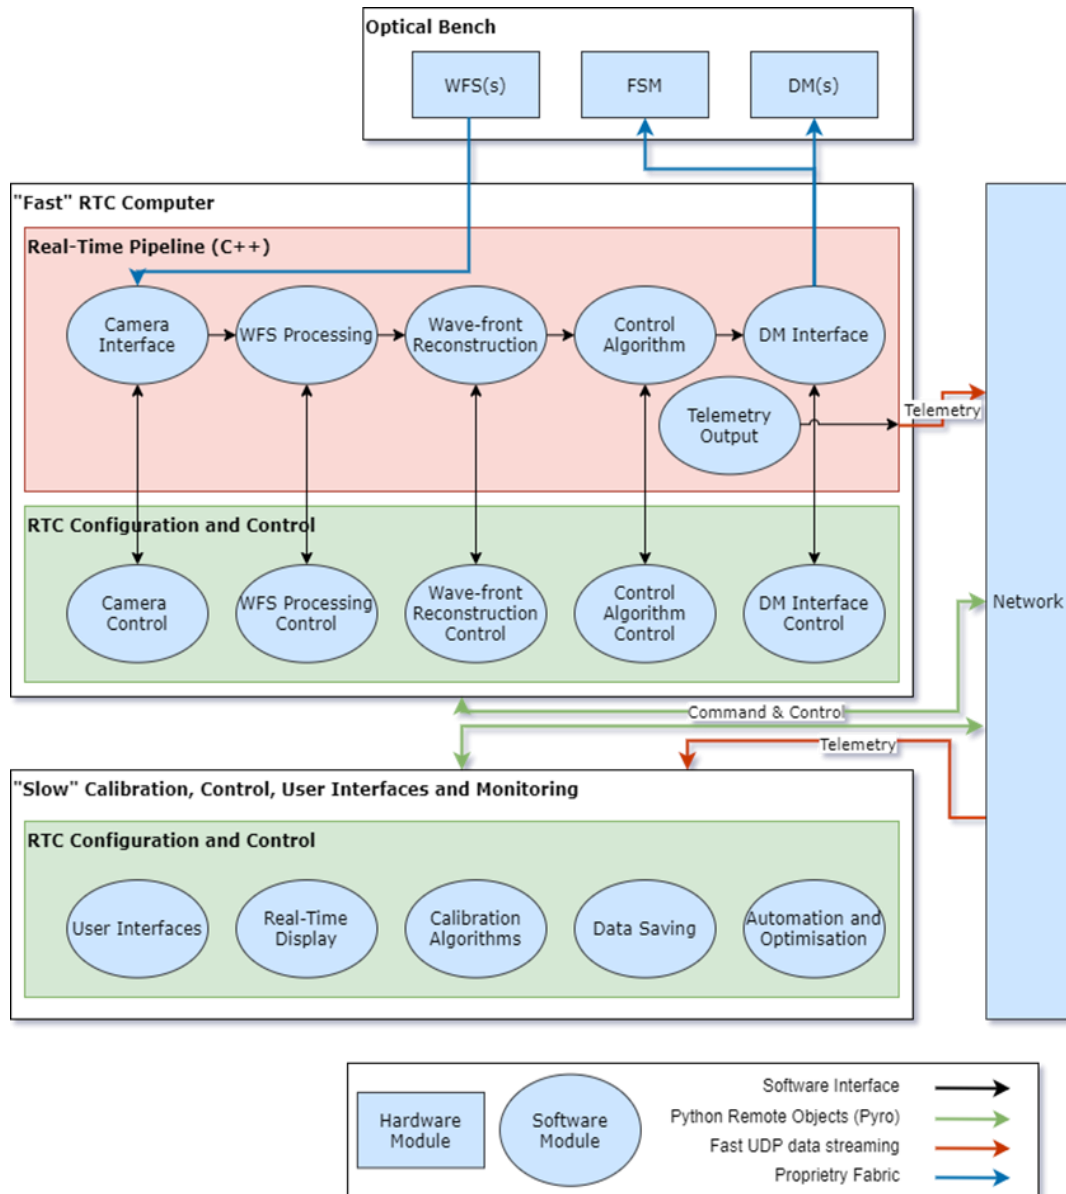 Optical Bench
WFS(s)
FSM
DM(s)
"Fast" RTC Computer
Real-Time Pipeline (C++)
Camera
Interface
WFS Processing
Wave-front
Reconstruction
Control
Algorithm
DM Interface
Telemetry
Output
Telemetry
RTC Configuration and Control
Camera
Control
WFS Processing
Control
Wave-front
Reconstruction
Control
Control
Algorithm
Control
DM Interface
Control
Network
Command & Control
Telemetry
"Slow" Calibration, Control, User Interfaces and Monitoring
RTC Configuration and Control
User Interfaces
Real-Time
Display
Calibration
Algorithms
Data Saving
Automation and
Optimisation
Hardware
Module
Software
Module
Software Interface
Python Remote Objects (Pyro)
Fast UDP data streaming
Proprietry Fabric